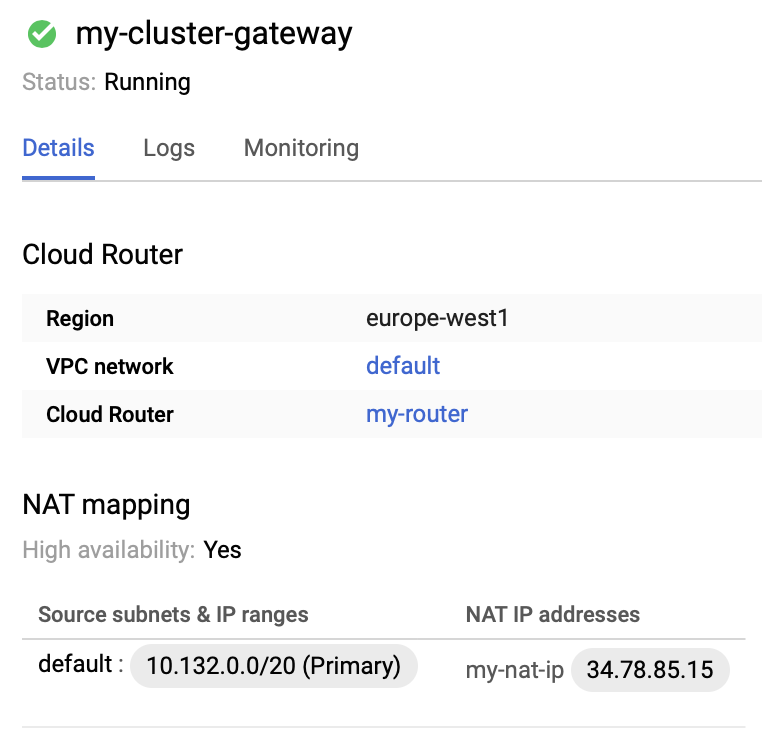 my-cluster-gateway
Status: Running
Details Logs Monitoring
Cloud Router
Region europe-west1
VPC network default
Cloud Router my-router
NAT mapping
High availability: Yes
Source subnets & IP ranges NAT IP addresses
default : 10.132.0.0/20 (Primary) my-nat-ip 34.78.85.15